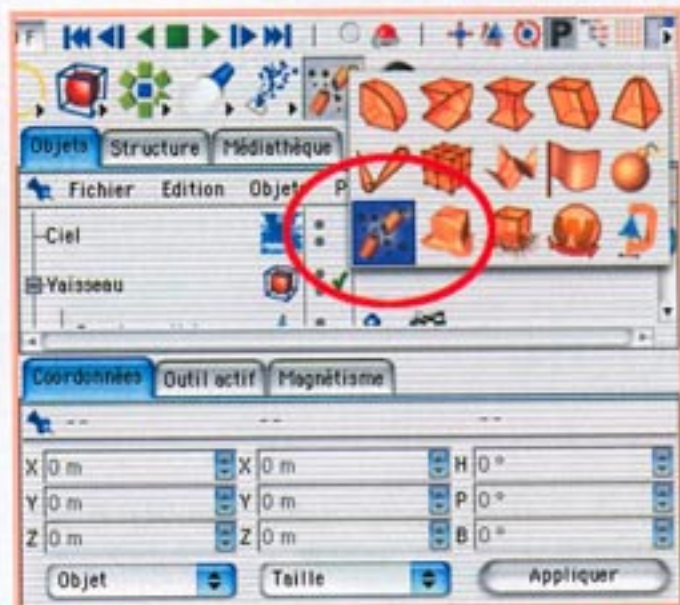 F P
Objets Structure Médiathèque
Fichier Edition Objet P
Ciel
Vaisseau
Coordonnées Outil actif Magnétisme
-- -- --
X 0 m X 0 m H 0 °
Y 0 m Y 0 m P 0 °
Z 0 m Z 0 m B 0 °
Objet Taille Appliquer